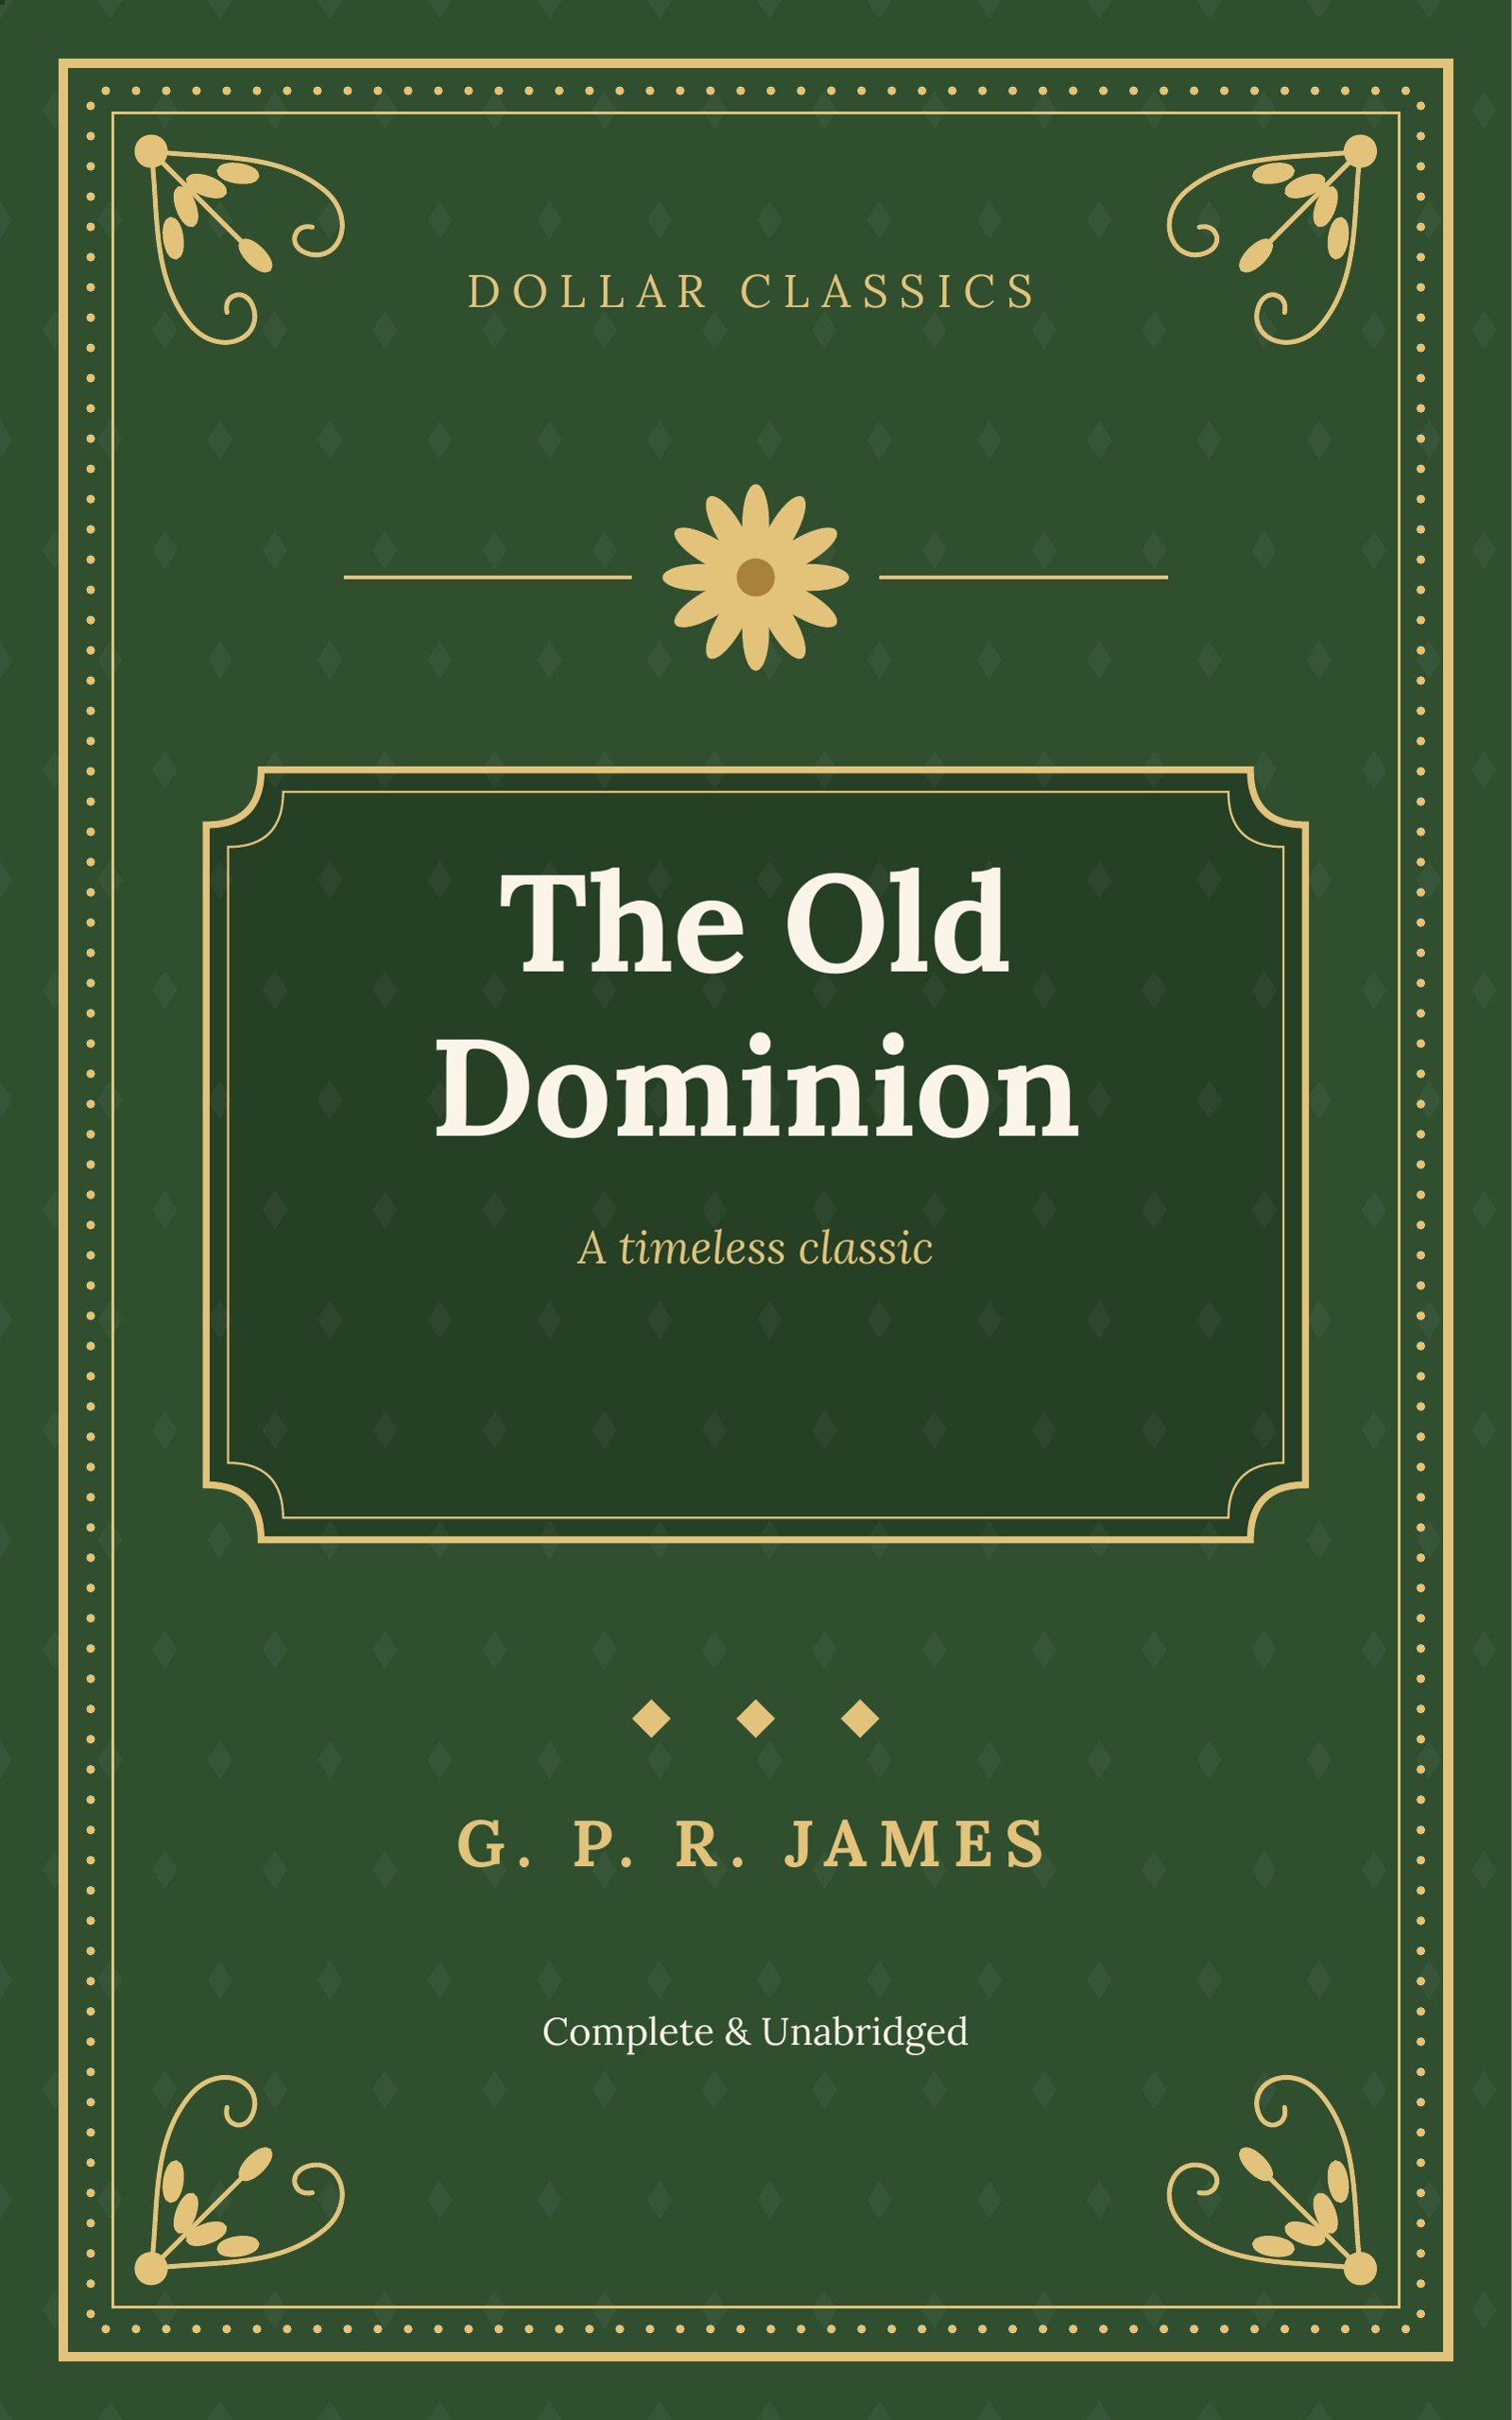 DOLLAR CLASSICS
The Old
Dominion
A timeless classic
G. P. R. JAMES
Complete & Unabridged